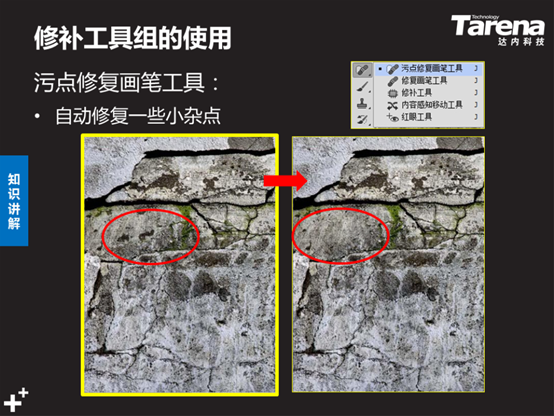 修补工具组的使用
Technology
Tarena
达内科技
污点修复画笔工具：
• 自动修复一些小杂点
污点修复画笔工具 J
修复画笔工具 J
修补工具 J
内容感知移动工具 J
红眼工具 J
知识讲解